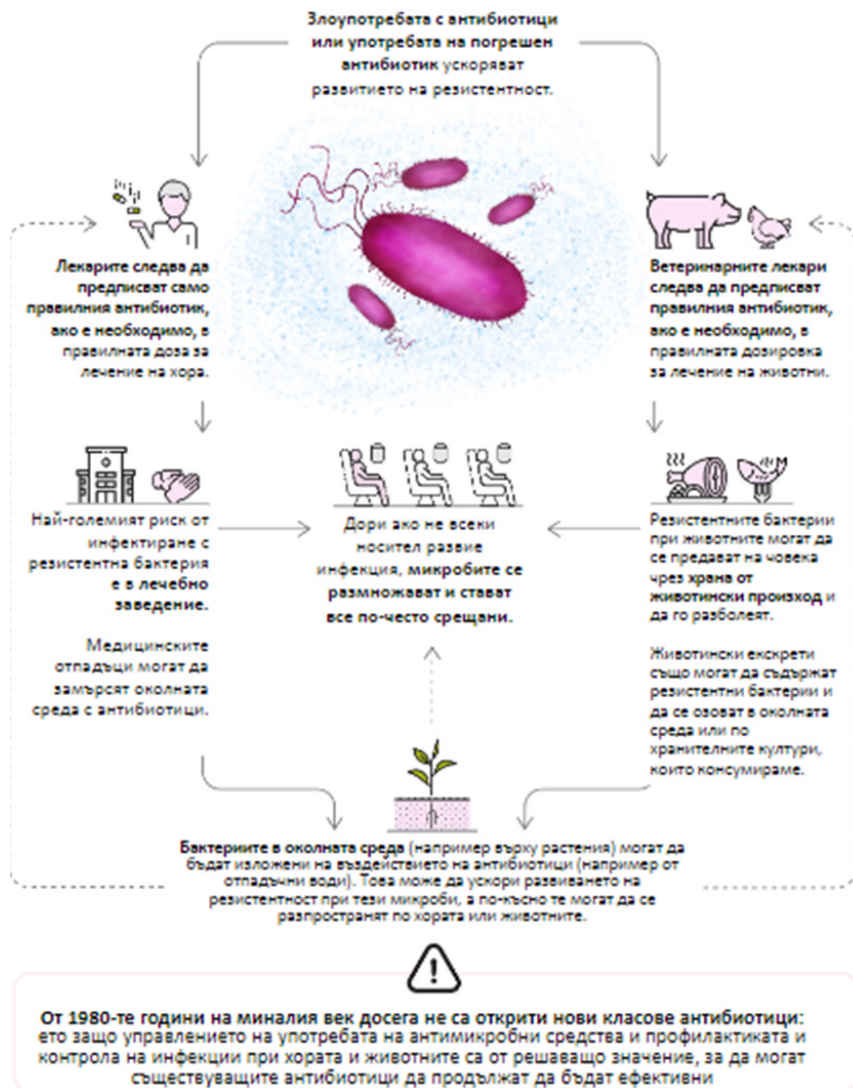 Злоупотребата с антибиотици
или употребата на погрешен
антибиотик ускоряват
развитието на резистентност.
Лекарите следва да
предписват само
правилния антибиотик,
ако е необходимо, в
правилната доза за
лечение на хора.
Ветеринарните лекари
следва да предписват
правилния антибиотик,
ако е необходимо, в
правилната дозировка
за лечение на животни.
Най-големият риск от
инфектиране с
резистентна бактерия
е в лечебно
заведение.
Медицинските
отпадъци могат да
замърсят околната
среда с антибиотици.
Дори ако не всеки
носител развие
инфекция, микробите се
размножават и стават
все по-често срещани.
Резистентните бактерии
при животните могат да
се предават на човека
чрез храна от
животински произход и
да го разболеят.
Животински екскрети
също могат да съдържат
резистентни бактерии и
да се озоват в околната
среда или по
хранителните култури,
които консумираме.
Бактериите в околната среда (например върху растения) могат да
бъдат изложени на въздействието на антибиотици (например от
отпадъчни води). Това може да ускори развиването на
резистентност при тези микроби, а по-късно те могат да се
разпространят по хората или животните.
От 1980-те години на миналия век досега не са открити нови класове антибиотици:
ето защо управлението на употребата на антимикробни средства и профилактиката и
контрола на инфекции при хората и животните са от решаващо значение, за да могат
съществуващите антибиотици да продължат да бъдат ефективни